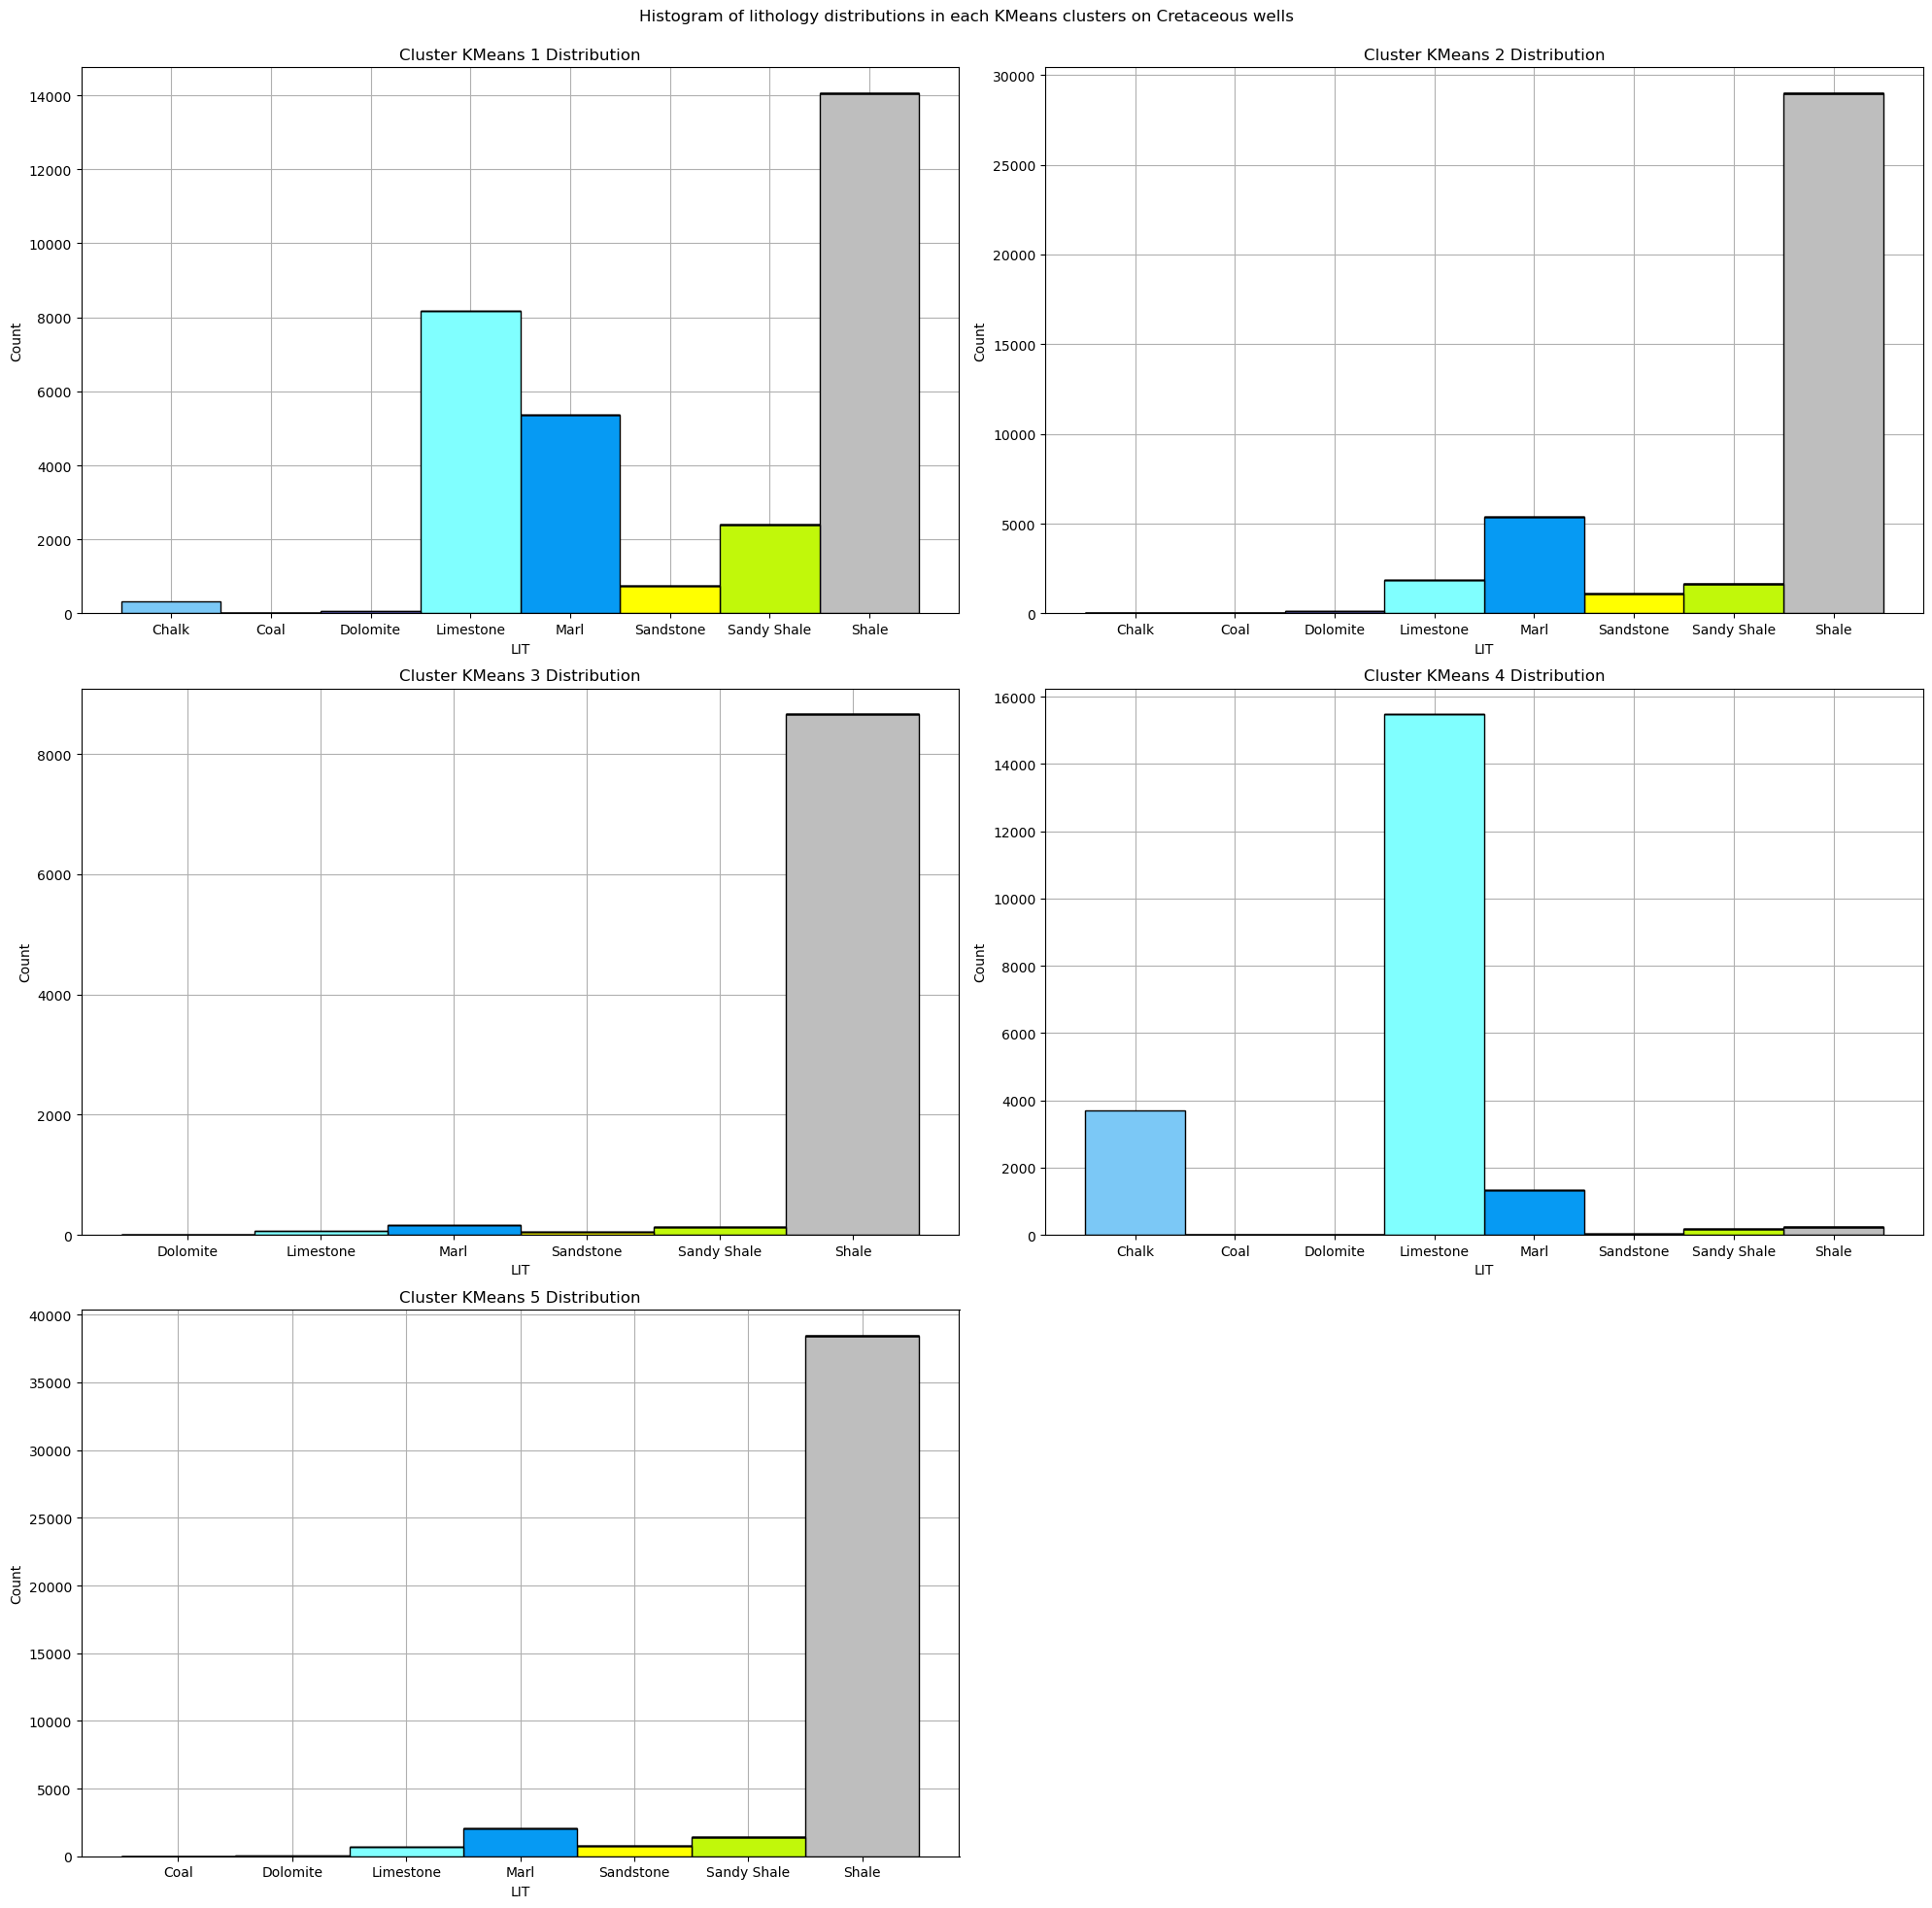 Histogram of lithology distributions in each KMeans clusters on Cretaceous wells
Cluster KMeans 1 Distribution
14000
12000
10000
8000
6000
4000
2000
0
Count
Chalk Coal Dolomite Limestone Marl Sandstone Sandy Shale Shale
LIT
Cluster KMeans 2 Distribution
30000
25000
20000
15000
10000
5000
0
Count
Chalk Coal Dolomite Limestone Marl Sandstone Sandy Shale Shale
LIT
Cluster KMeans 3 Distribution
8000
6000
4000
2000
0
Count
Dolomite Limestone Marl Sandstone Sandy Shale Shale
LIT
Cluster KMeans 4 Distribution
16000
14000
12000
10000
8000
6000
4000
2000
0
Count
Chalk Coal Dolomite Limestone Marl Sandstone Sandy Shale Shale
LIT
Cluster KMeans 5 Distribution
40000
35000
30000
25000
20000
15000
10000
5000
0
Count
Coal Dolomite Limestone Marl Sandstone Sandy Shale Shale
LIT